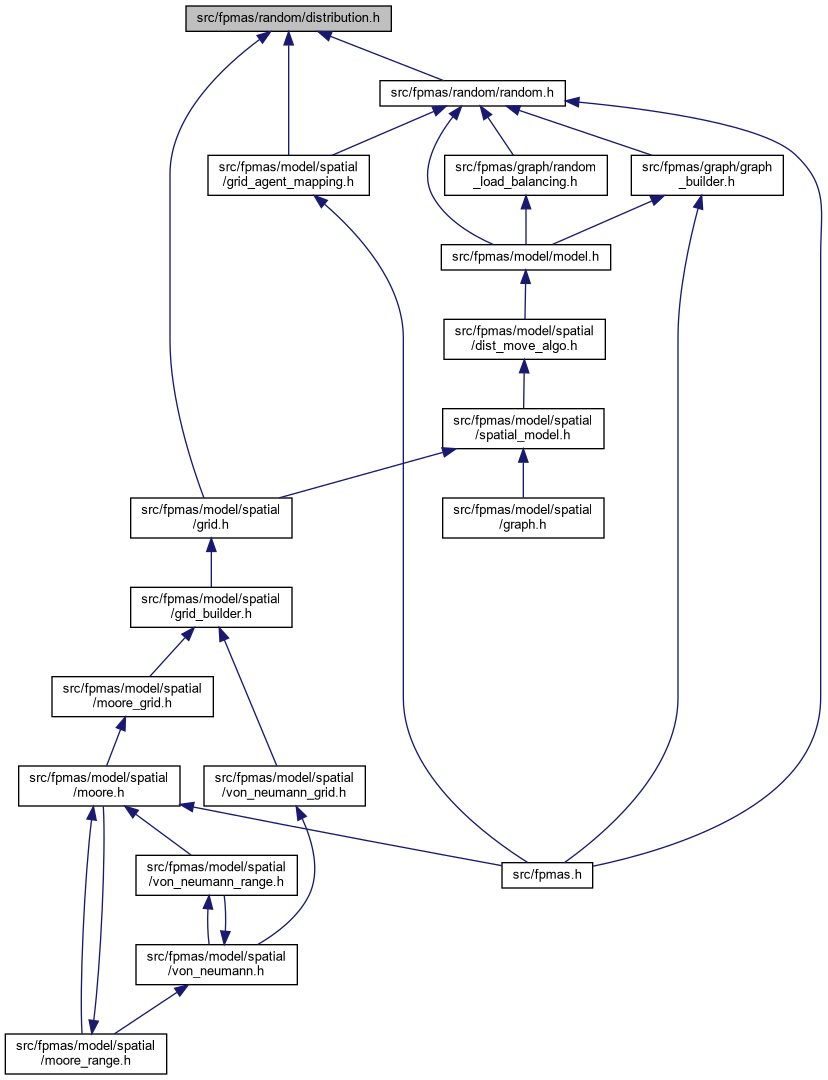 src/fpmas/random/distribution.h
src/fpmas/random/random.h
src/fpmas/model/spatial
/grid_agent_mapping.h
src/fpmas/graph/random
_load_balancing.h
src/fpmas/graph/graph
_builder.h
src/fpmas/model/model.h
src/fpmas/model/spatial
/dist_move_algo.h
src/fpmas/model/spatial
/spatial_model.h
src/fpmas/model/spatial
/grid.h
src/fpmas/model/spatial
/graph.h
src/fpmas/model/spatial
/grid_builder.h
src/fpmas/model/spatial
/moore_grid.h
src/fpmas/model/spatial
/moore.h
src/fpmas/model/spatial
/von_neumann_grid.h
src/fpmas/model/spatial
/von_neumann_range.h
src/fpmas.h
src/fpmas/model/spatial
/von_neumann.h
src/fpmas/model/spatial
/moore_range.h